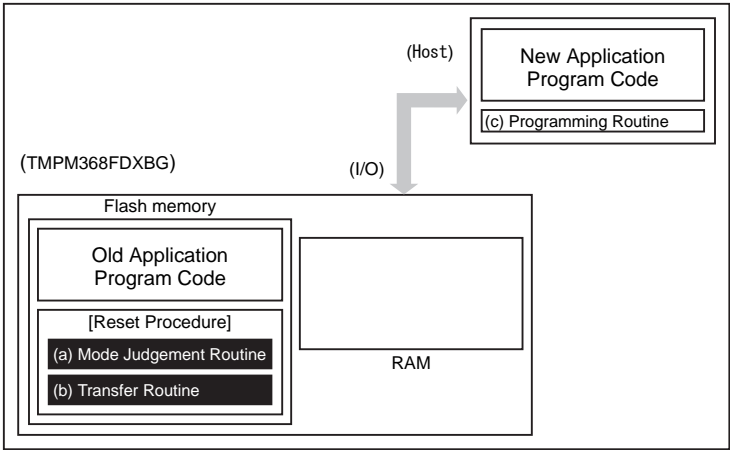 (Host)
New Application
Program Code
(c) Programming Routine
(TMPM368FDXBG)
(I/O)
Flash memory
Old Application
Program Code
[Reset Procedure]
(a) Mode Judgement Routine
(b) Transfer Routine
RAM